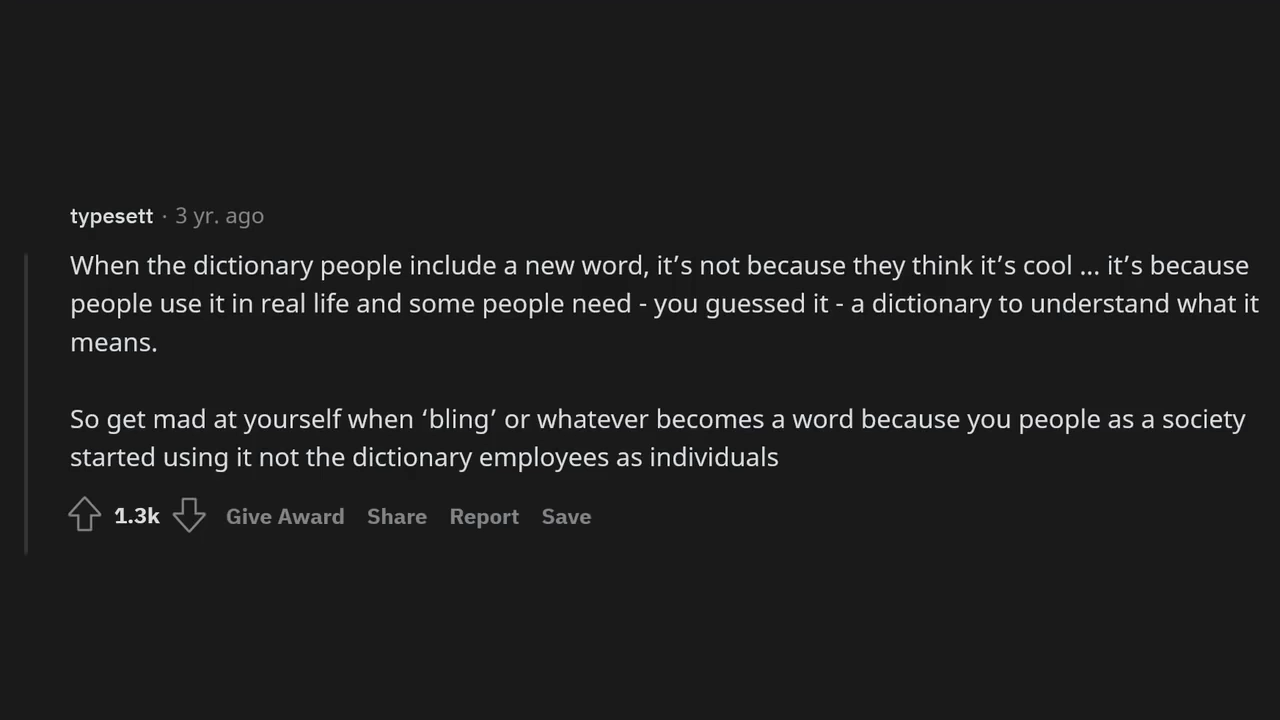 typesett · 3 yr. ago
When the dictionary people include a new word, it’s not because they think it’s cool ... it’s because
people use it in real life and some people need - you guessed it - a dictionary to understand what it
means.
So get mad at yourself when ‘bling’ or whatever becomes a word because you people as a society
started using it not the dictionary employees as individuals
1.3k Give Award Share Report Save